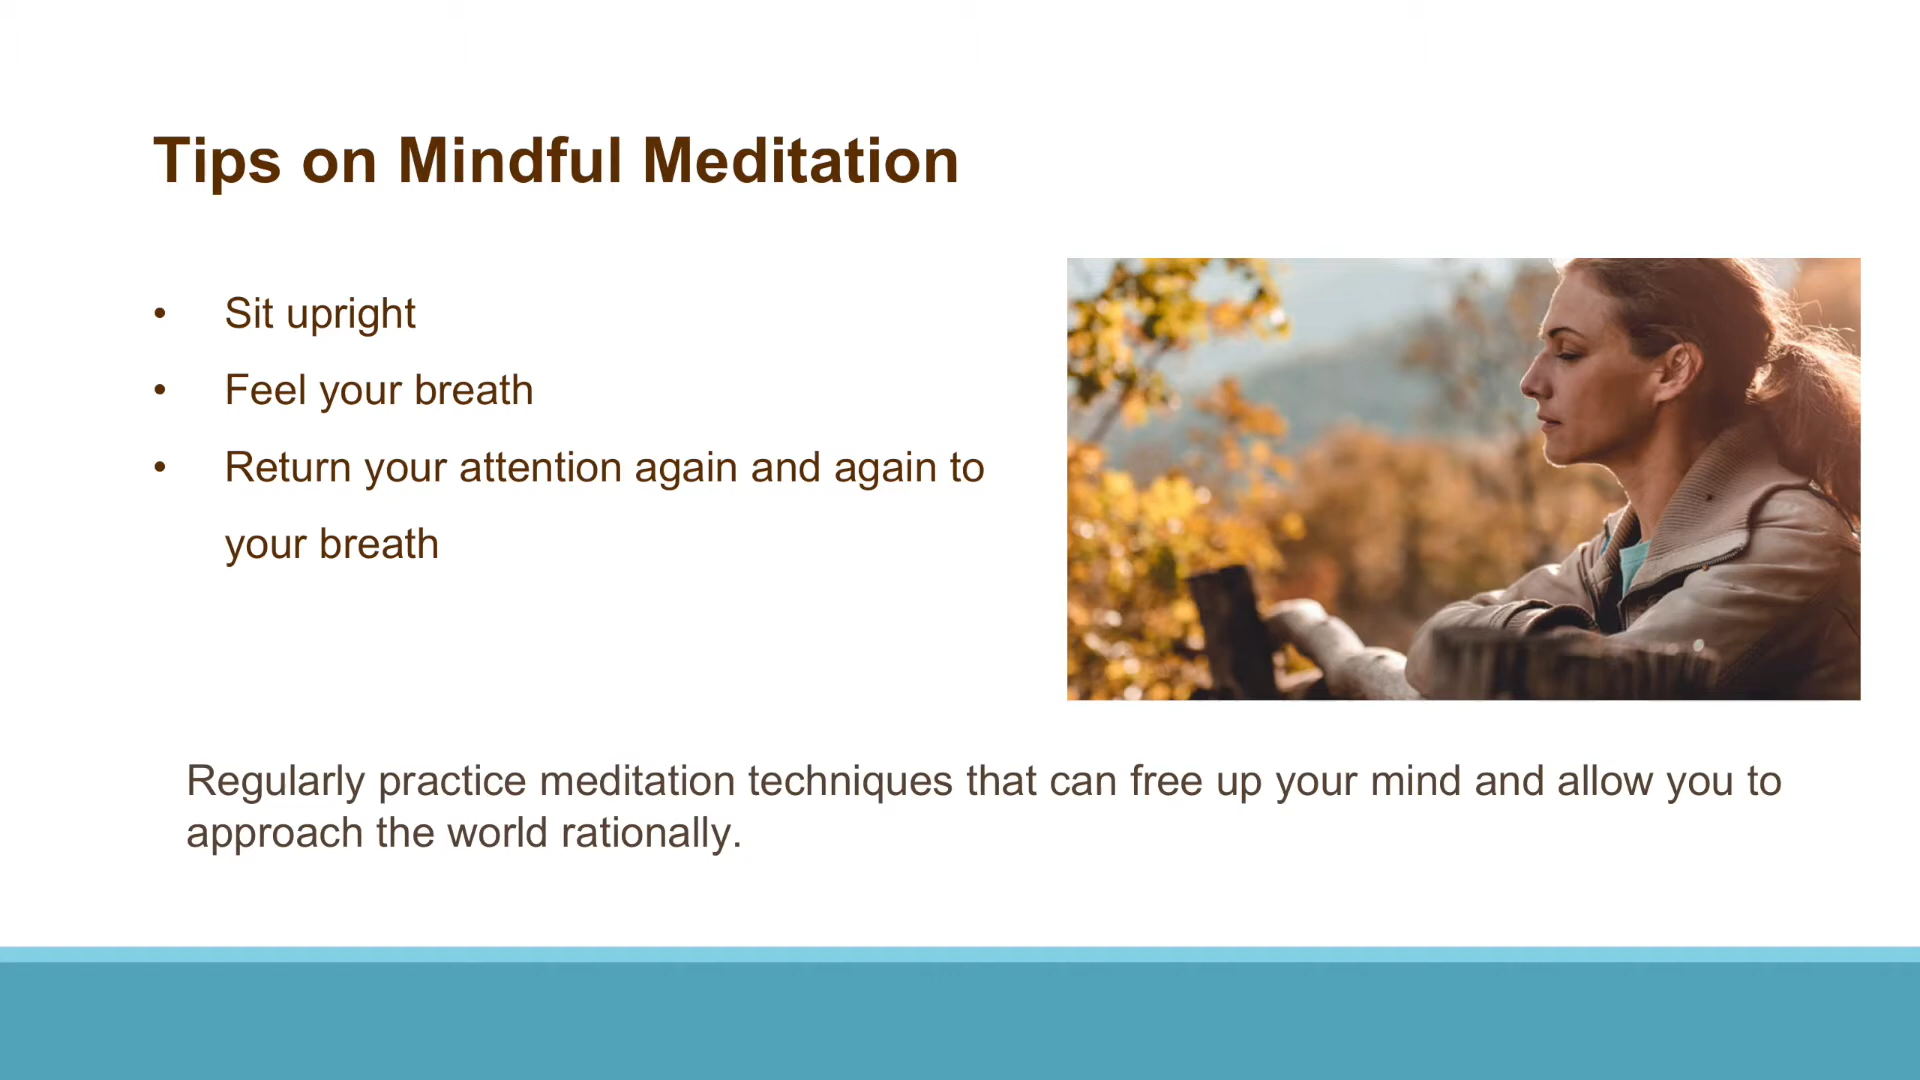 Tips on Mindful Meditation
• Sit upright
• Feel your breath
• Return your attention again and again to
your breath
Regularly practice meditation techniques that can free up your mind and allow you to
approach the world rationally.